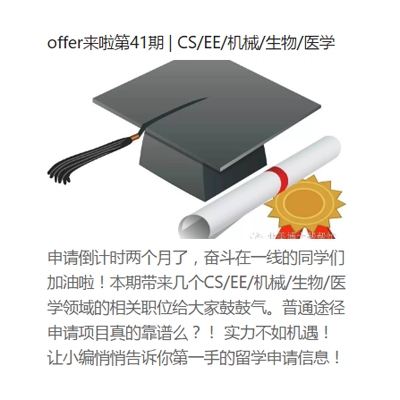 offer来啦第41期 | CS/EE/机械/生物/医学
申请倒计时两个月了，奋斗在一线的同学们
加油啦！本期带来几个CS/EE/机械/生物/医
学领域的相关职位给大家鼓鼓气。普通途径
申请项目真的靠谱么？！ 实力不如机遇！
让小编悄悄告诉你第一手的留学申请信息！